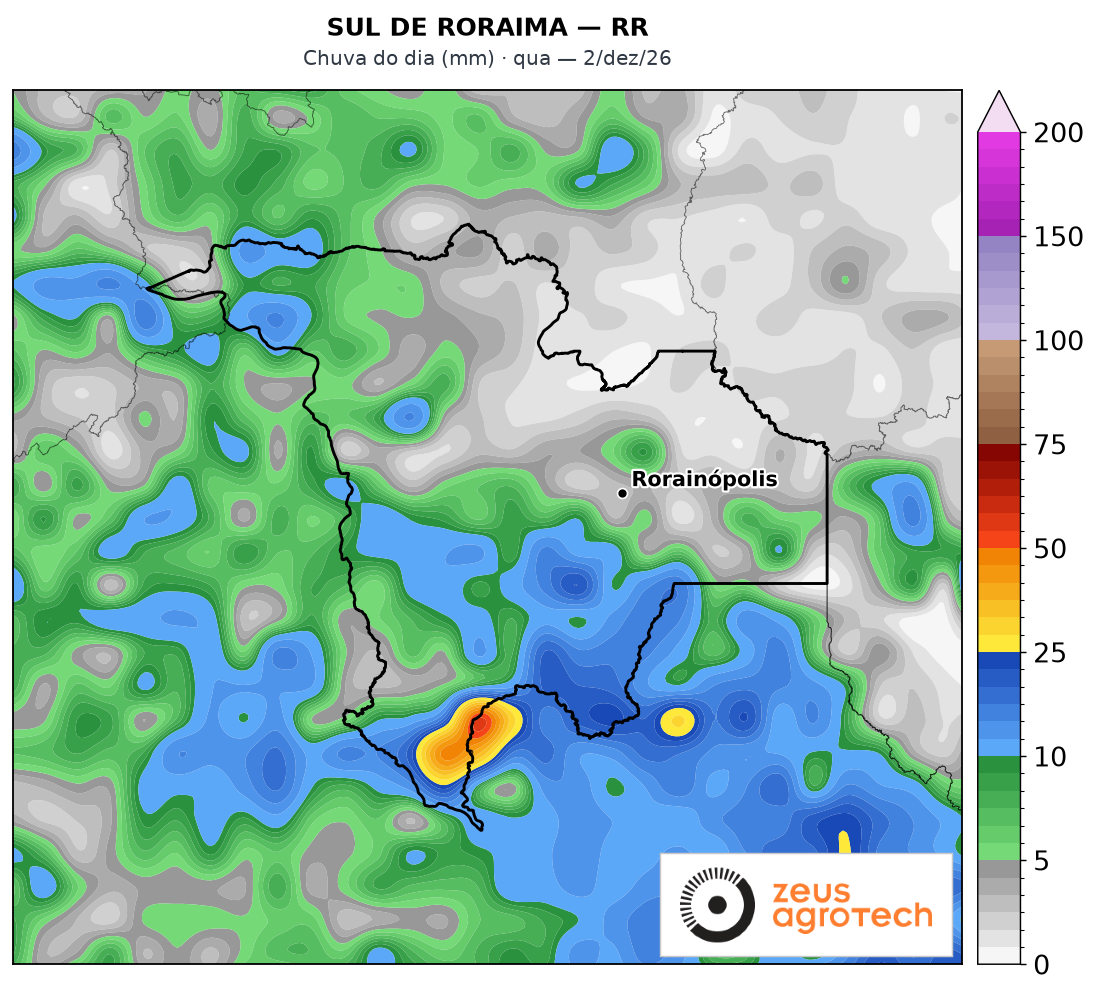 SUL DE RORAIMA — RR
Chuva do dia (mm) · qua — 2/dez/26
200
150
100
75
50
25
10
5
0
Rorainópolis
zeus
agrotech